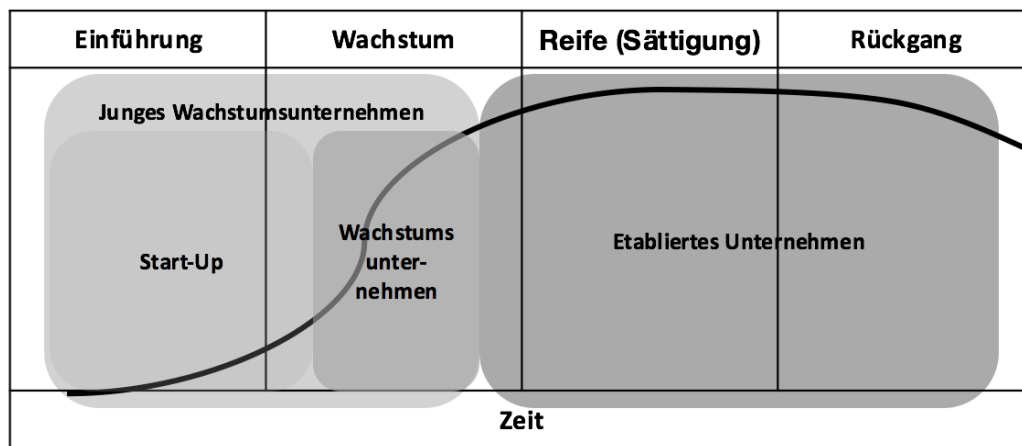 Einführung
Wachstum
Reife (Sättigung)
Rückgang
Junges Wachstumsunternehmen
Start-Up
Wachstums
unter-
nehmen
Etabliertes Unternehmen
Zeit